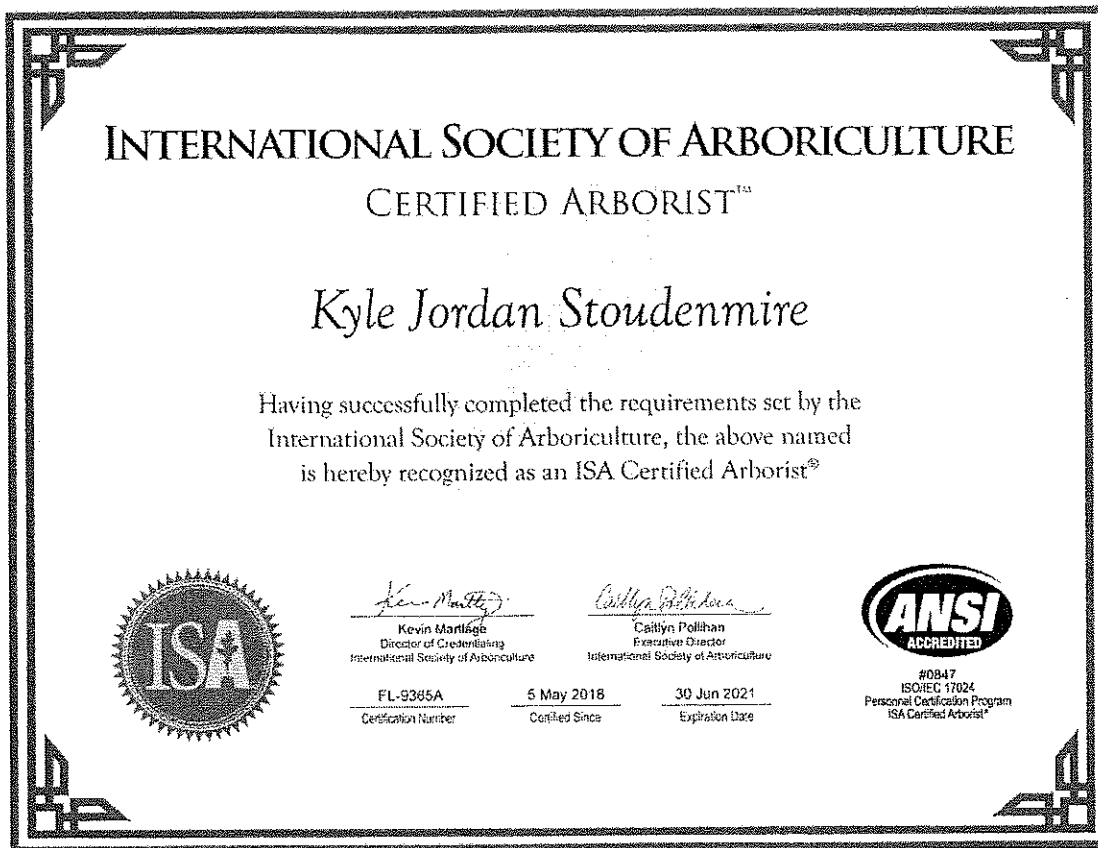 INTERNATIONAL SOCIETY OF ARBORICULTURE
CERTIFIED ARBORIST™
Kyle Jordan Stoudenmire
Having successfully completed the requirements set by the
International Society of Arboriculture, the above named
is hereby recognized as an ISA Certified Arborist®
ISA
Kevin Martlage
Director of Credentialing
International Society of Arboriculture
Caitlyn Pollihan
Executive Director
International Society of Arboriculture
FL-9365A
Certification Number
5 May 2018
Certified Since
30 Jun 2021
Expiration Date
ANSI
ACCREDITED
#0847
ISO/IEC 17024
Personnel Certification Program
ISA Certified Arborist®